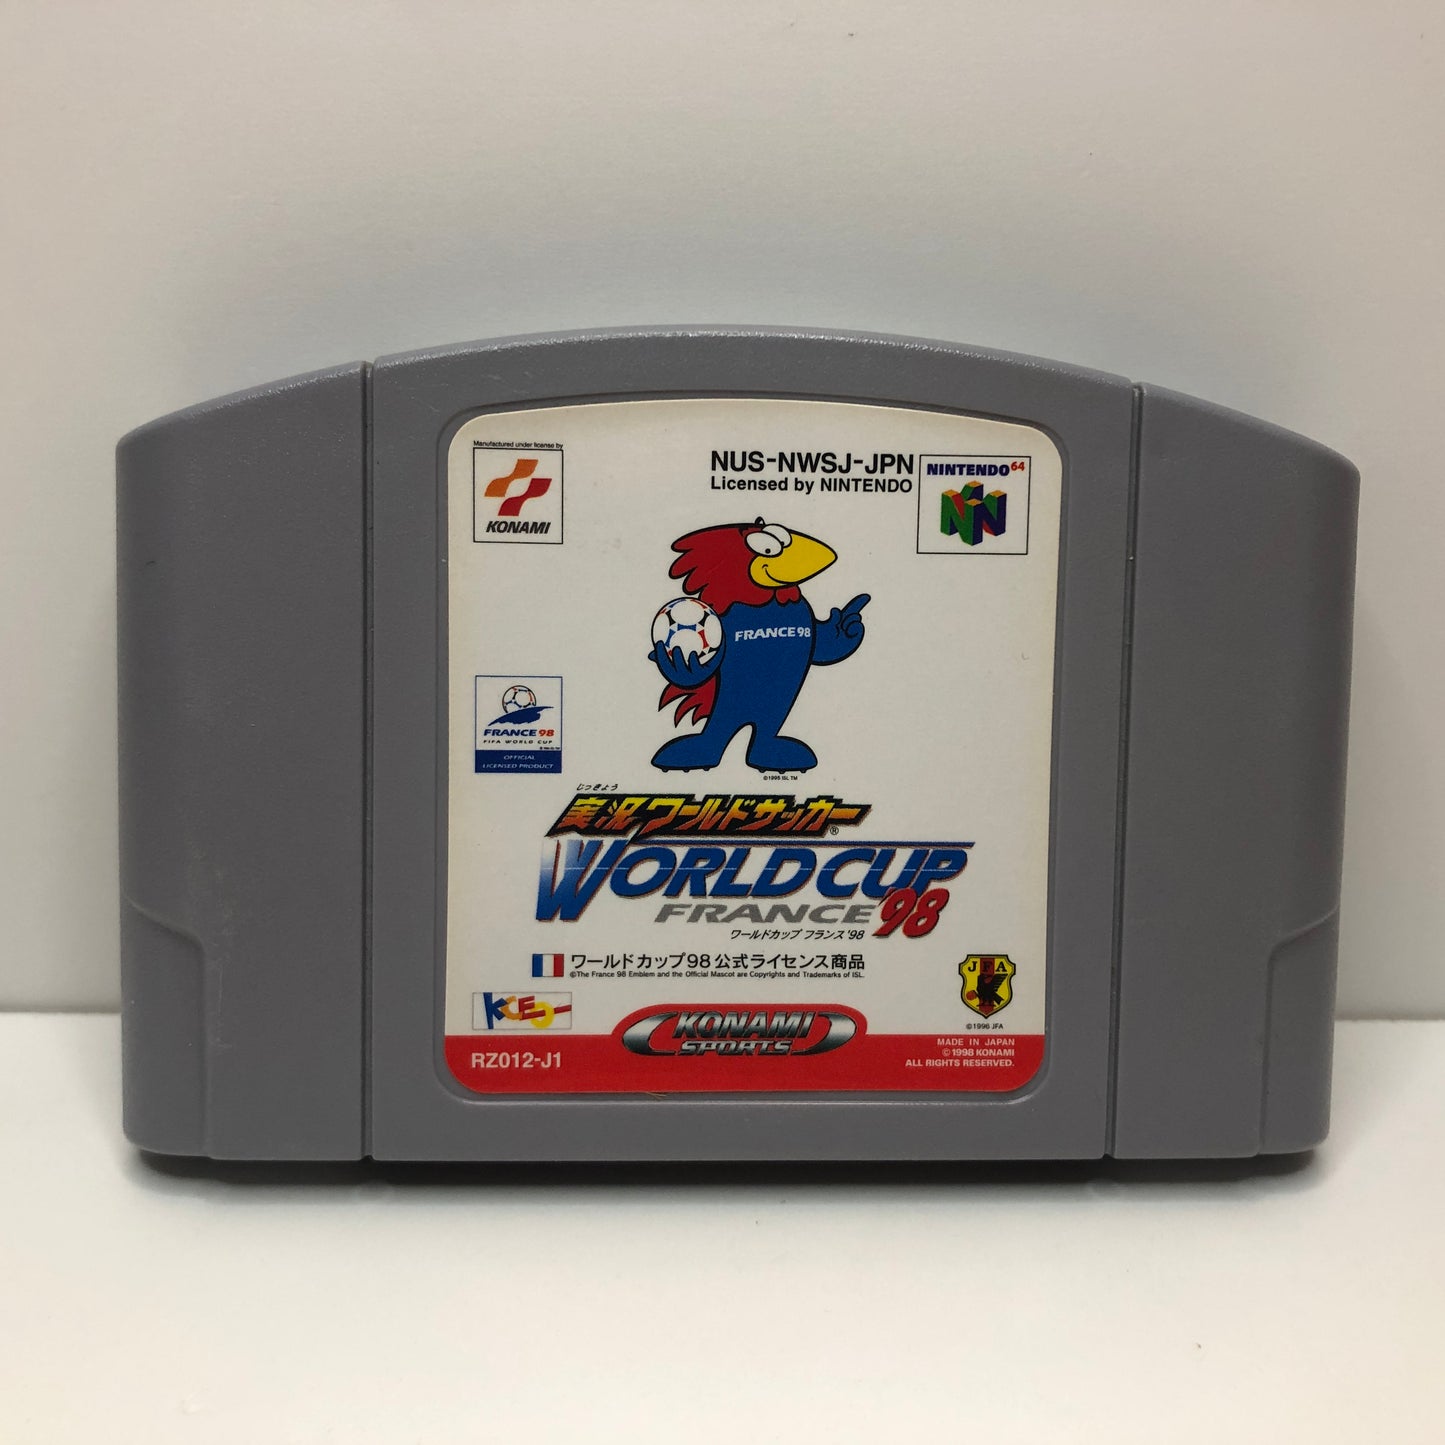 Manufactured under license by
KONAMI
NUS-NWSJ-JPN
Licensed by NINTENDO
NINTENDO64
FRANCE98
©1996 ISL TM
FRANCE 98
FIFA WORLD CUP
OFFICIAL
LICENSED PRODUCT
じっきょう
実況ワールドサッカー®
WORLD CUP
FRANCE 98
ワールドカップ フランス'98
ワールドカップ98公式ライセンス商品
©The France 98 Emblem and the Official Mascot are Copyrights and Trademarks of ISL.
JFA
©1996 JFA
KCEO
KONAMI
SPORTS
RZ012-J1
MADE IN JAPAN
©1998 KONAMI
ALL RIGHTS RESERVED.